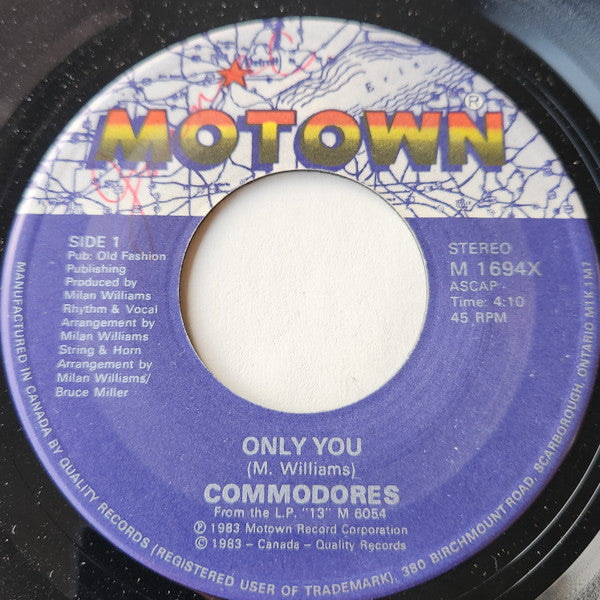 Erie
MOTOWN®
SIDE 1
Pub: Old Fashion
Publishing
Produced by
Milan Williams
Rhythm & Vocal
Arrangement by
Milan Williams
String & Horn
Arrangement by
Milan Williams/
Bruce Miller
STEREO
M 1694X
ASCAP
Time: 4:10
45 RPM
ONLY YOU
(M. Williams)
COMMODORES
From the L.P. "13" M 6054
Ⓟ 1983 Motown Record Corporation
© 1983 - Canada - Quality Records
MANUFACTURED IN CANADA BY QUALITY RECORDS (REGISTERED USER OF TRADEMARK), 380 BIRCHMOUNT ROAD, SCARBOROUGH, ONTARIO M1K 1M7